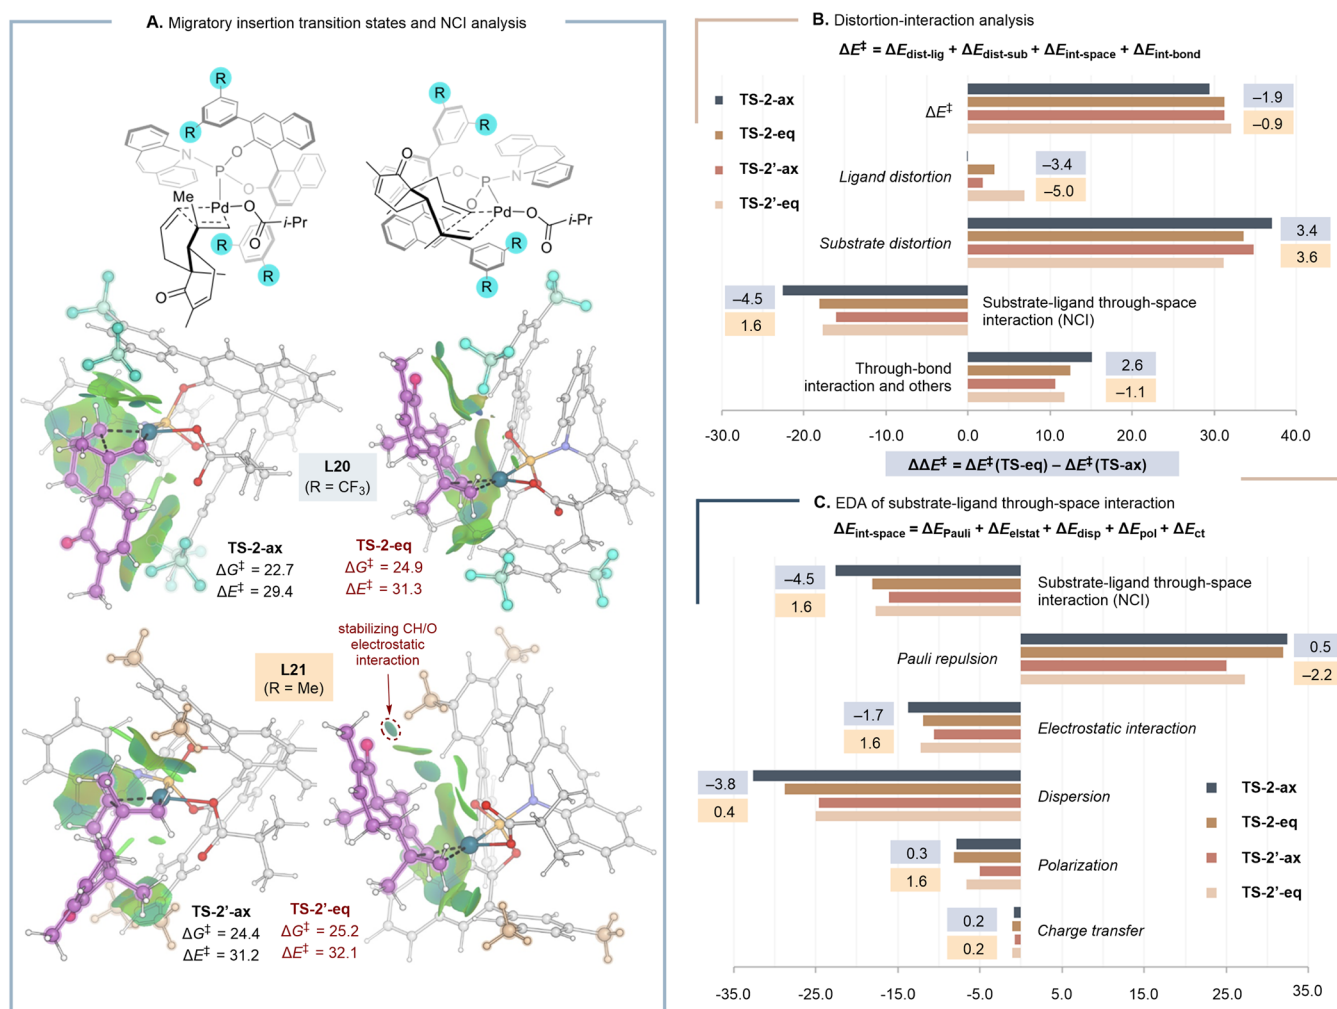 A. Migratory insertion transition states and NCI analysis
R
R
N
O
P
O
Me
Pd
O
i-Pr
O
R
R
O
R
R
O
P
N
O
Pd
O
i-Pr
O
R
R
O
L20
(R = CF3)
TS-2-ax
ΔG‡ = 22.7
ΔE‡ = 29.4
TS-2-eq
ΔG‡ = 24.9
ΔE‡ = 31.3
stabilizing CH/O
electrostatic
interaction
L21
(R = Me)
TS-2'-ax
ΔG‡ = 24.4
ΔE‡ = 31.2
TS-2'-eq
ΔG‡ = 25.2
ΔE‡ = 32.1
B. Distortion-interaction analysis
ΔE‡ = ΔEdist-lig + ΔEdist-sub + ΔEint-space + ΔEint-bond
TS-2-ax
TS-2-eq
TS-2'-ax
TS-2'-eq
ΔE‡
–1.9
–0.9
Ligand distortion
–3.4
–5.0
Substrate distortion
3.4
3.6
–4.5
1.6
Substrate-ligand through-space
interaction (NCI)
Through-bond
interaction and others
2.6
–1.1
-30.0 -20.0 -10.0 0.0 10.0 20.0 30.0 40.0
ΔΔE‡ = ΔE‡(TS-eq) – ΔE‡(TS-ax)
C. EDA of substrate-ligand through-space interaction
ΔEint-space = ΔEPauli + ΔEelstat + ΔEdisp + ΔEpol + ΔEct
–4.5
1.6
Substrate-ligand through-space
interaction (NCI)
Pauli repulsion
0.5
–2.2
–1.7
1.6
Electrostatic interaction
–3.8
0.4
Dispersion
0.3
1.6
Polarization
0.2
0.2
Charge transfer
TS-2-ax
TS-2-eq
TS-2'-ax
TS-2'-eq
-35.0 -25.0 -15.0 -5.0 5.0 15.0 25.0 35.0